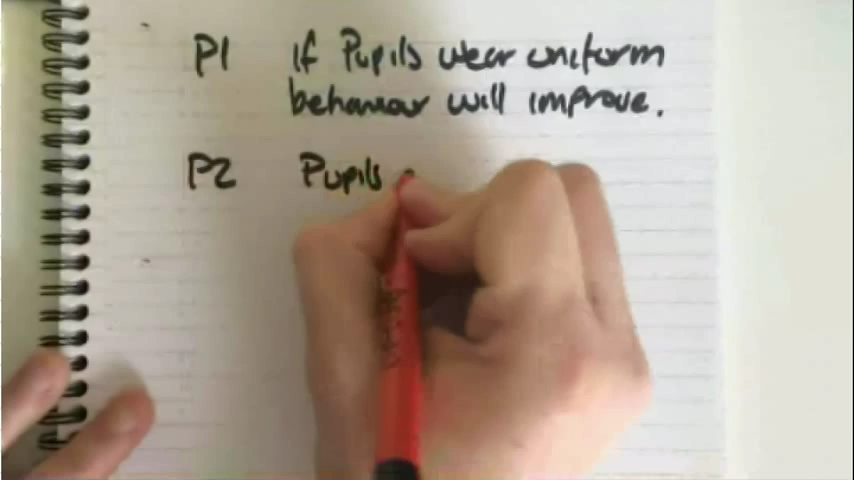 P1 If Pupils wear uniform
behaviour will improve.
P2 Pupils